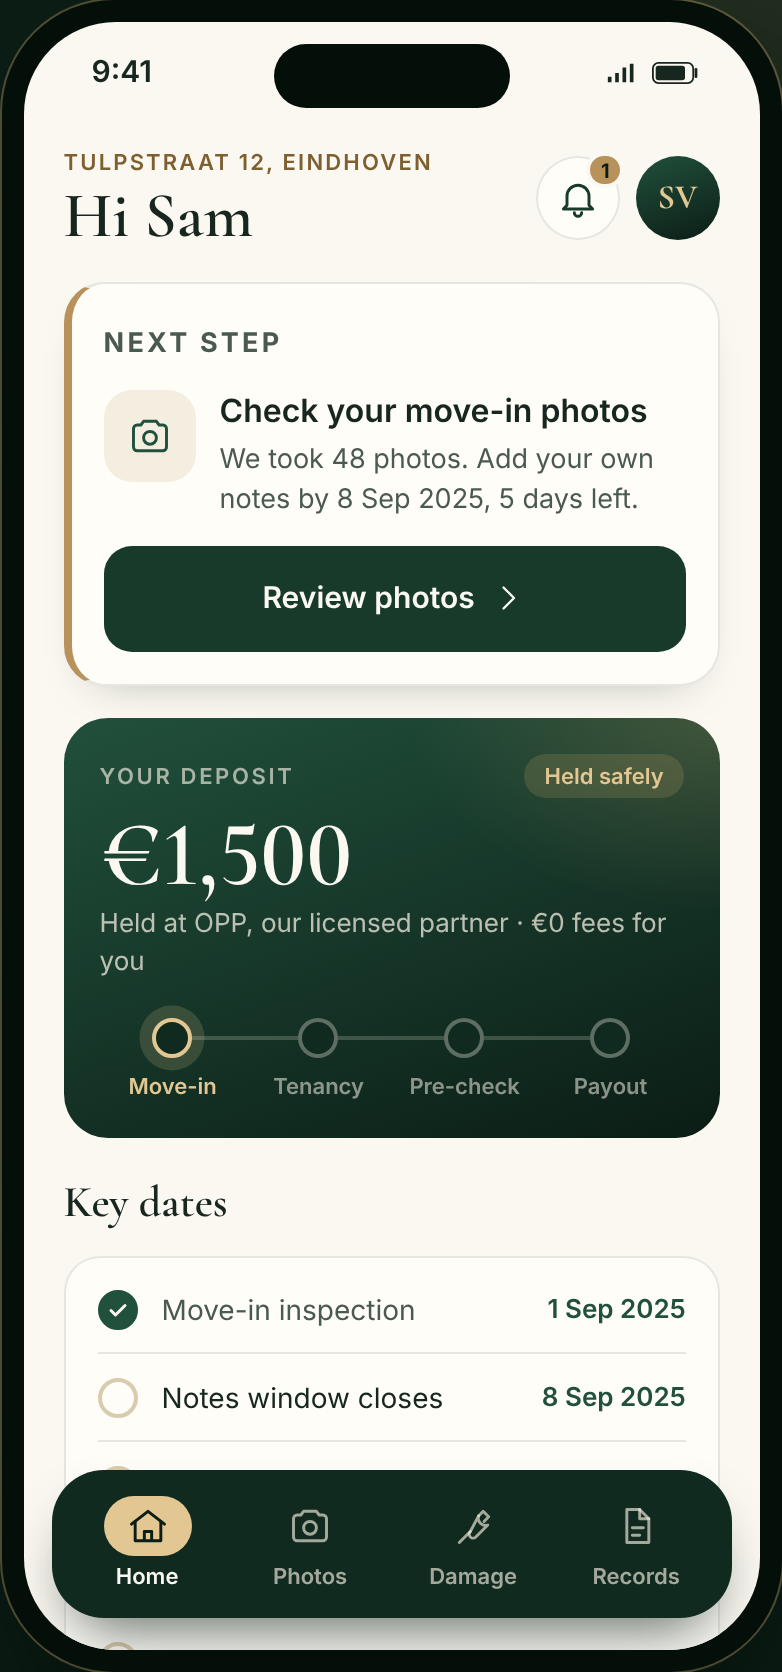 9:41
TULPSTRAAT 12, EINDHOVEN
Hi Sam
1
SV
NEXT STEP
Check your move-in photos
We took 48 photos. Add your own
notes by 8 Sep 2025, 5 days left.
Review photos
YOUR DEPOSIT
Held safely
€1,500
Held at OPP, our licensed partner · €0 fees for
you
Move-in
Tenancy
Pre-check
Payout
Key dates
Move-in inspection
1 Sep 2025
Notes window closes
8 Sep 2025
Home
Photos
Damage
Records